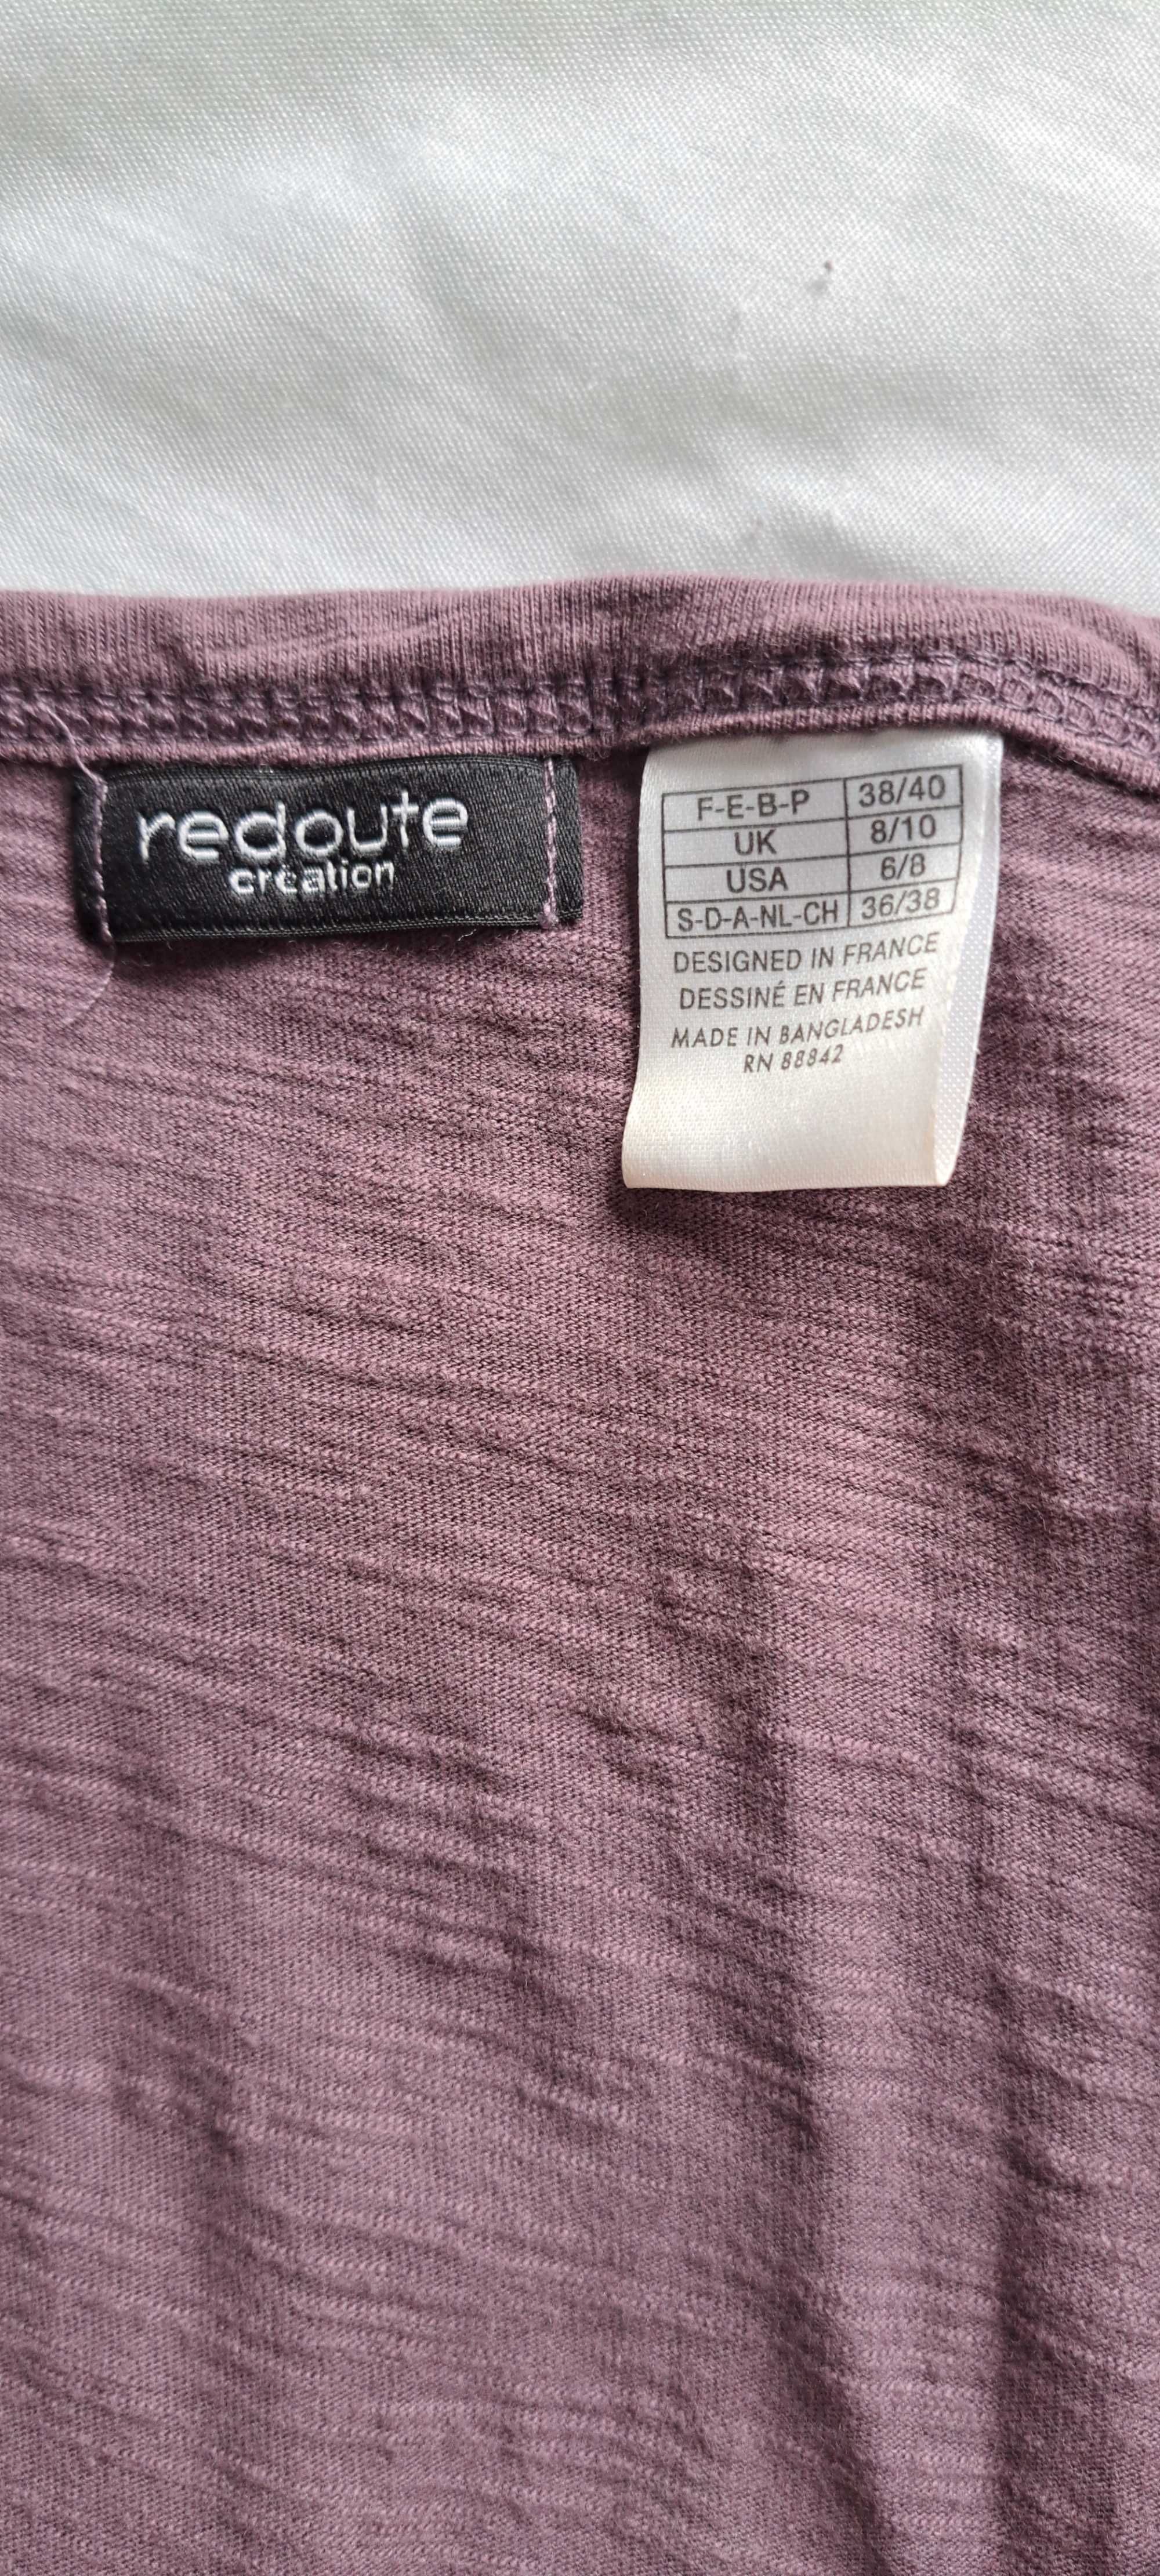 redoute
création
F-E-B-P 38/40
UK 8/10
USA 6/8
S-D-A-NL-CH 36/38
DESIGNED IN FRANCE
DESSINÉ EN FRANCE
MADE IN BANGLADESH
RN 88842